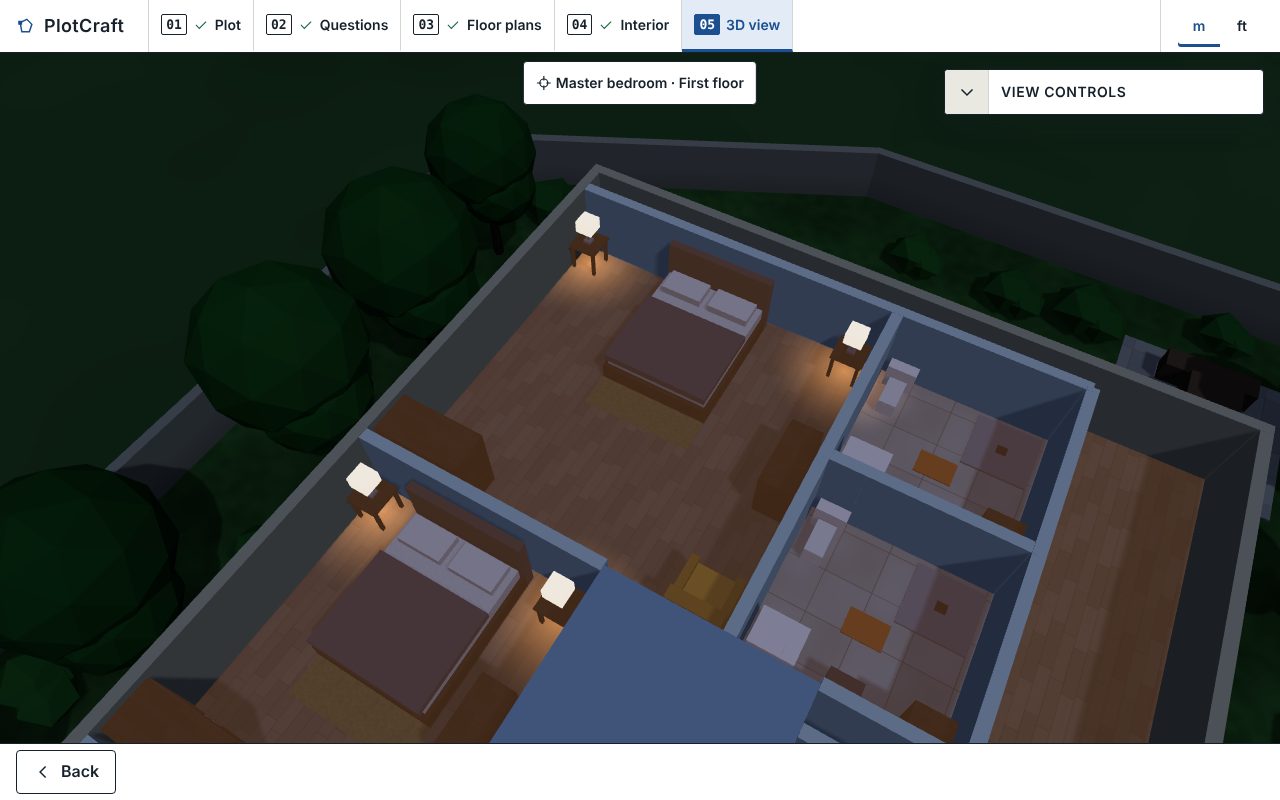 PlotCraft
01 Plot
02 Questions
03 Floor plans
04 Interior
05 3D view
m ft
Master bedroom · First floor
VIEW CONTROLS
Back